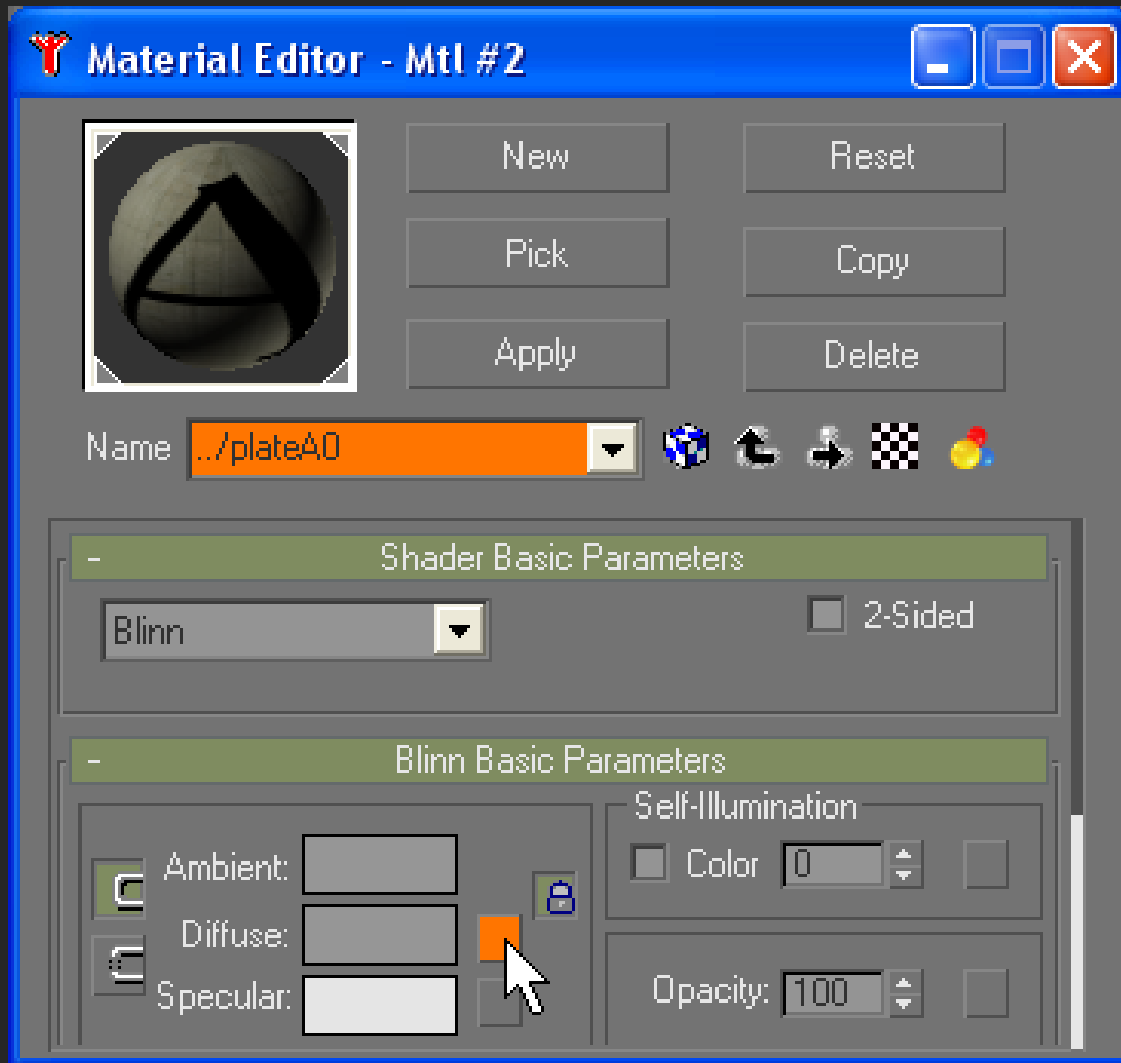 Material Editor - Mtl #2
New
Reset
Pick
Copy
Apply
Delete
Name ../plateA0
- Shader Basic Parameters
Blinn
2-Sided
- Blinn Basic Parameters
Self-Illumination
Ambient:
Color 0
Diffuse:
Specular:
Opacity: 100